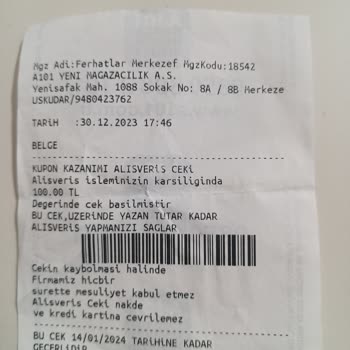 Mgz Adi:Ferhatlar Merkezef MgzKodu:18542
A101 YENI MAGAZACILIK A.S.
Yenisafak Mah. 1088 Sokak No: 8A / 8B Merkeze
USKUDAR/9480423762
TARIH :30.12.2023 17:46
BELGE
KUPON KAZANIMI ALISVERIS CEKI
Alisveris isleminizin karsiliginda
100.00 TL
Degerinde cek basilmistir
BU CEK,UZERINDE YAZAN TUTAR KADAR
ALISVERIS YAPMANIZI SAGLAR
Cekin kaybolmasi halinde
Firmamiz hicbir
surette mesuliyet kabul etmez
Alisveris Ceki nakde
ve kredi kartina cevrilemez
BU CEK 14/01/2024 TARIHINE KADAR
GECERLIDIR